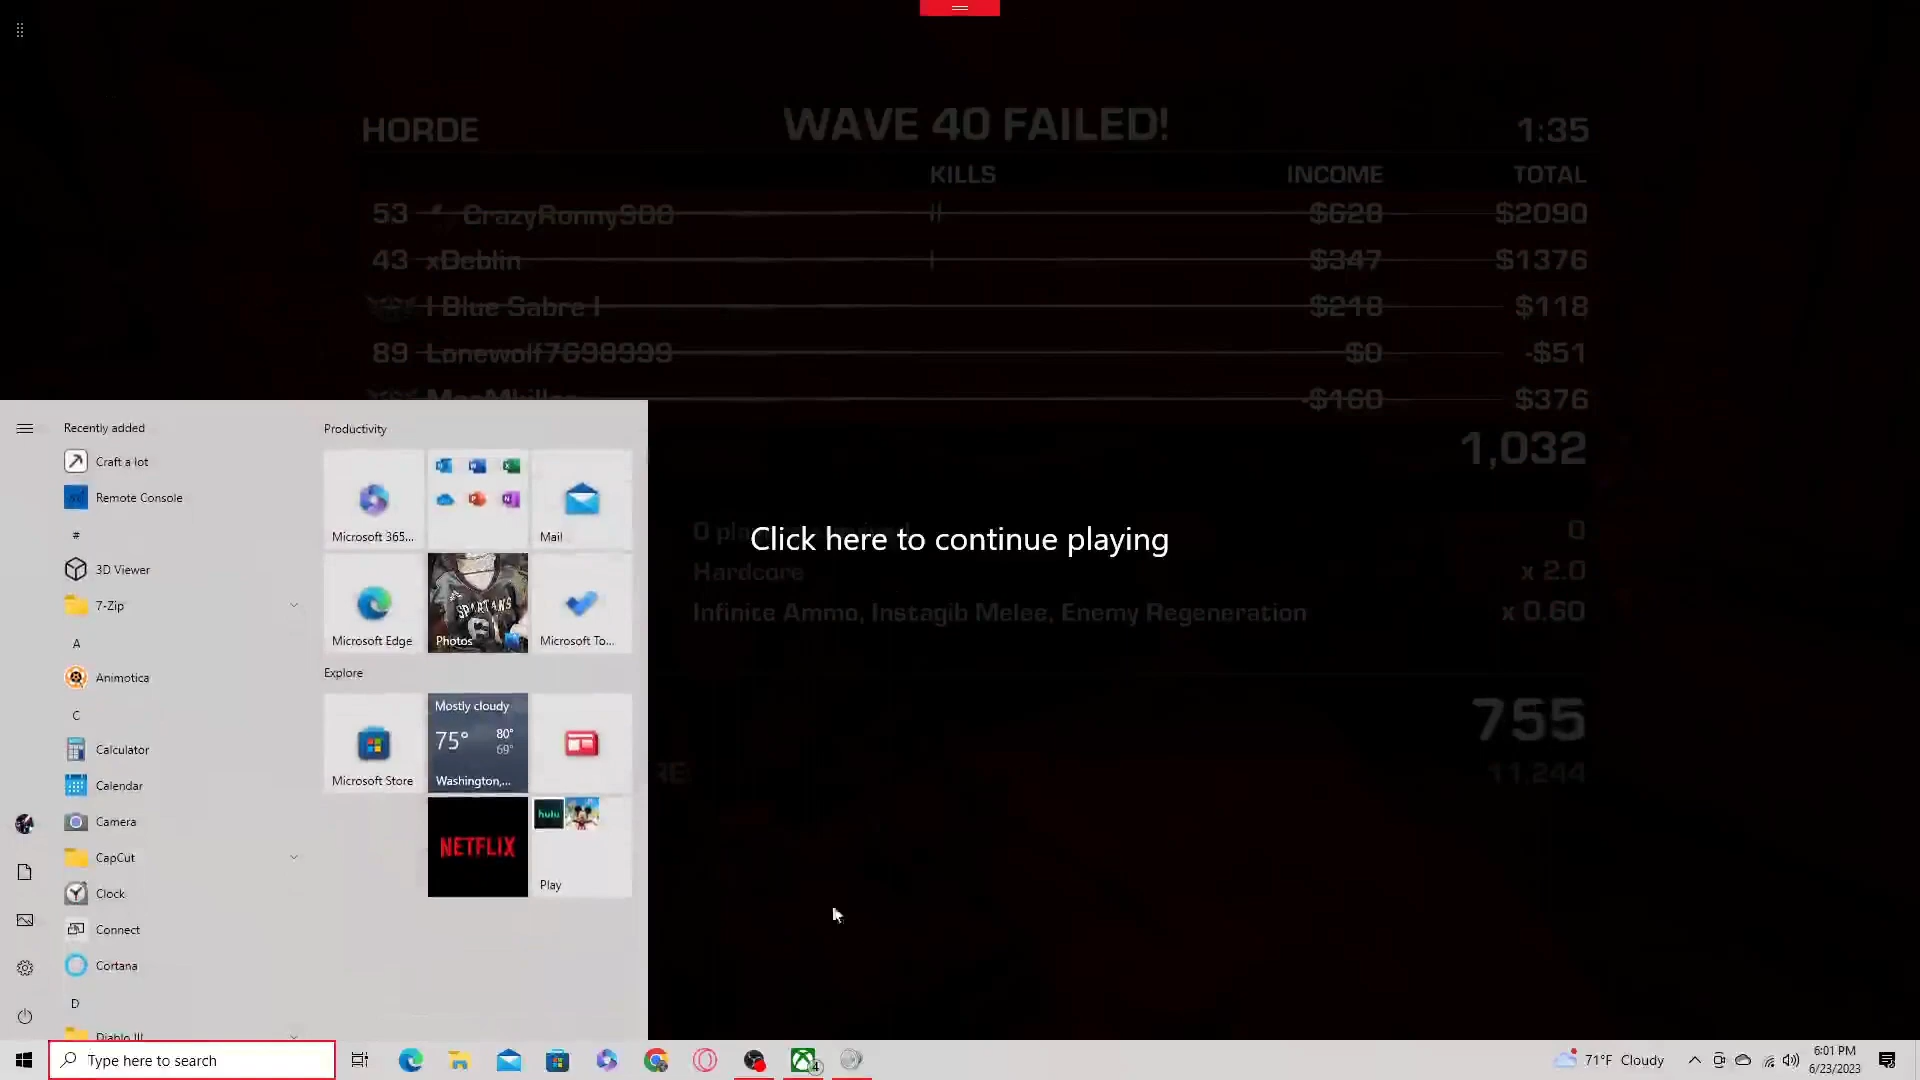 HORDE
WAVE 40 FAILED!
1:35
KILLS
INCOME
TOTAL
53 CrazyRonny900 $628 $2090
43 xDeblin $347 $1376
I Blue Sabre I $218 $118
89 Lonewolf7698999 $0 -$51
-$160 $376
1,032
0
Click here to continue playing
Hardcore x 2.0
Infinite Ammo, Instagib Melee, Enemy Regeneration x 0.60
755
11,244
Recently added
Craft a lot
Remote Console
#
3D Viewer
7-Zip
A
Animotica
C
Calculator
Calendar
Camera
CapCut
Clock
Connect
Cortana
D
Diablo III
Productivity
Microsoft 365...
Mail
Microsoft Edge
SPARTANS
Photos
Microsoft To...
Explore
Microsoft Store
Mostly cloudy
75° 80°
69°
Washington,...
NETFLIX
hulu
Play
Type here to search
4
71°F Cloudy
6:01 PM
6/23/2023